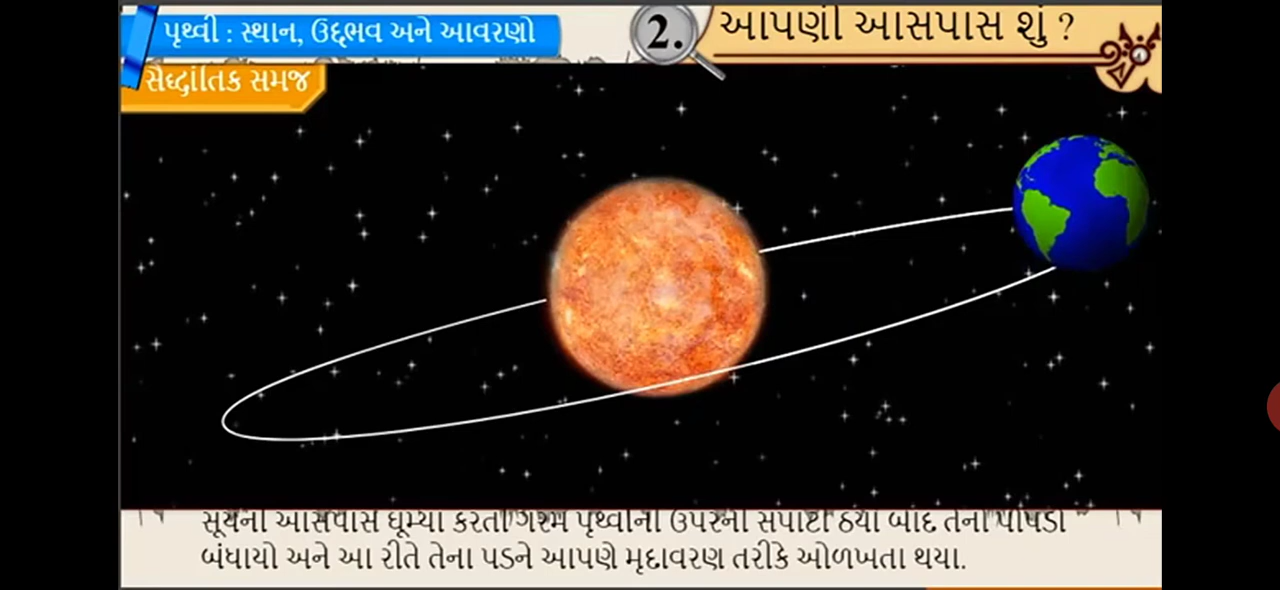 પૃથ્વી : સ્થાન, ઉદ્દભવ અને આવરણો
2.
આપણી આસપાસ શું ?
સૈધ્ધાંતિક સમજ
સૂર્યની આસપાસ ઘૂમ્યા કરતી ગરમ પૃથ્વીની ઉપરની સપાટી ઠર્યા બાદ તેનો પોપડો
બંધાયો અને આ રીતે તેના પડને આપણે મૃદાવરણ તરીકે ઓળખતા થયા.